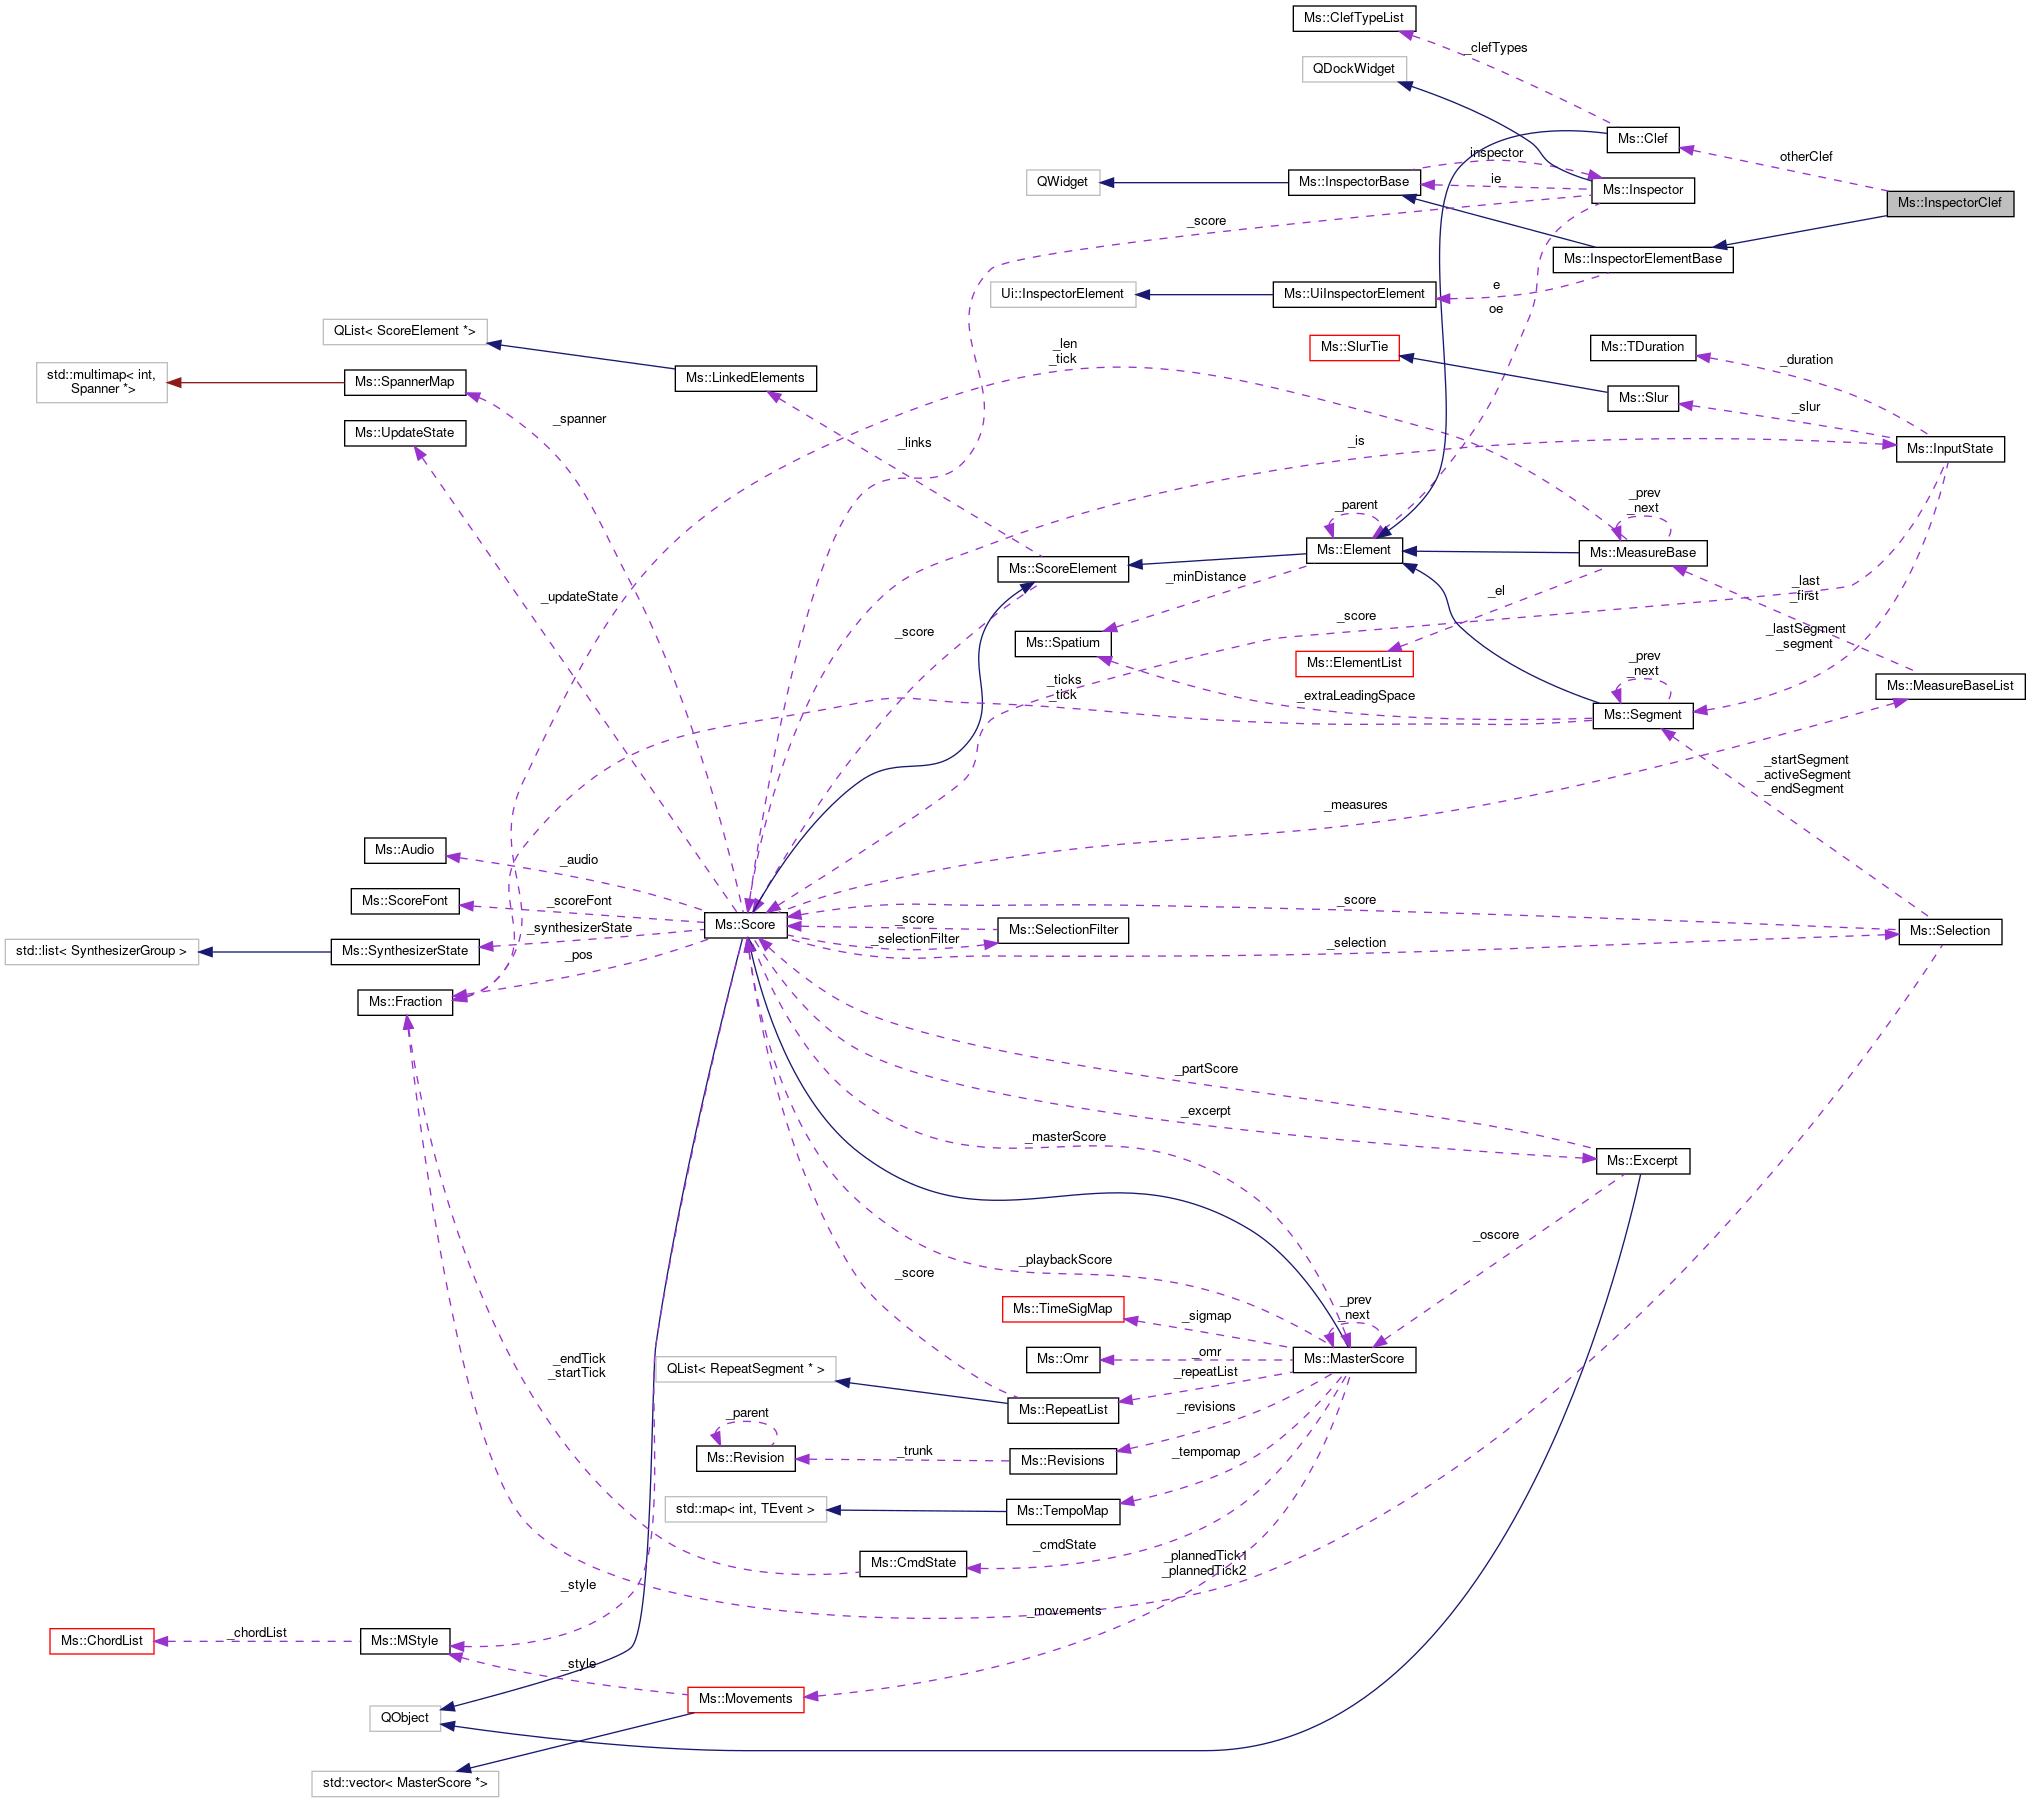 Ms::ClefTypeList
_clefTypes
QDockWidget
Ms::Clef
otherClef
inspector
QWidget
Ms::InspectorBase
ie
Ms::Inspector
Ms::InspectorClef
_score
Ms::InspectorElementBase
Ui::InspectorElement
Ms::UiInspectorElement
e
oe
QList< ScoreElement *>
_len
_tick
Ms::SlurTie
Ms::TDuration
_duration
std::multimap< int,
Spanner *>
Ms::SpannerMap
Ms::LinkedElements
Ms::Slur
_slur
_spanner
Ms::UpdateState
_links
_is
Ms::InputState
_parent
_prev
_next
Ms::Element
Ms::MeasureBase
Ms::ScoreElement
_minDistance
_updateState
_el
_last
_first
_score
_score
Ms::Spatium
_lastSegment
_segment
Ms::ElementList
_prev
_next
_ticks
_tick
_extraLeadingSpace
Ms::MeasureBaseList
Ms::Segment
_startSegment
_activeSegment
_endSegment
_measures
Ms::Audio
_audio
Ms::ScoreFont
_scoreFont
_score
_score
Ms::Score
Ms::SelectionFilter
Ms::Selection
_synthesizerState
_selectionFilter
_selection
std::list< SynthesizerGroup >
Ms::SynthesizerState
_pos
Ms::Fraction
_partScore
_excerpt
_masterScore
Ms::Excerpt
_oscore
_playbackScore
_score
Ms::TimeSigMap
_sigmap
_prev
_next
_endTick
_startTick
QList< RepeatSegment * >
Ms::Omr
_omr
Ms::MasterScore
_repeatList
Ms::RepeatList
_revisions
_parent
Ms::Revision
_trunk
Ms::Revisions
_tempomap
std::map< int, TEvent >
Ms::TempoMap
_cmdState
Ms::CmdState
_plannedTick1
_plannedTick2
_style
_movements
Ms::ChordList
_chordList
Ms::MStyle
_style
Ms::Movements
QObject
std::vector< MasterScore *>